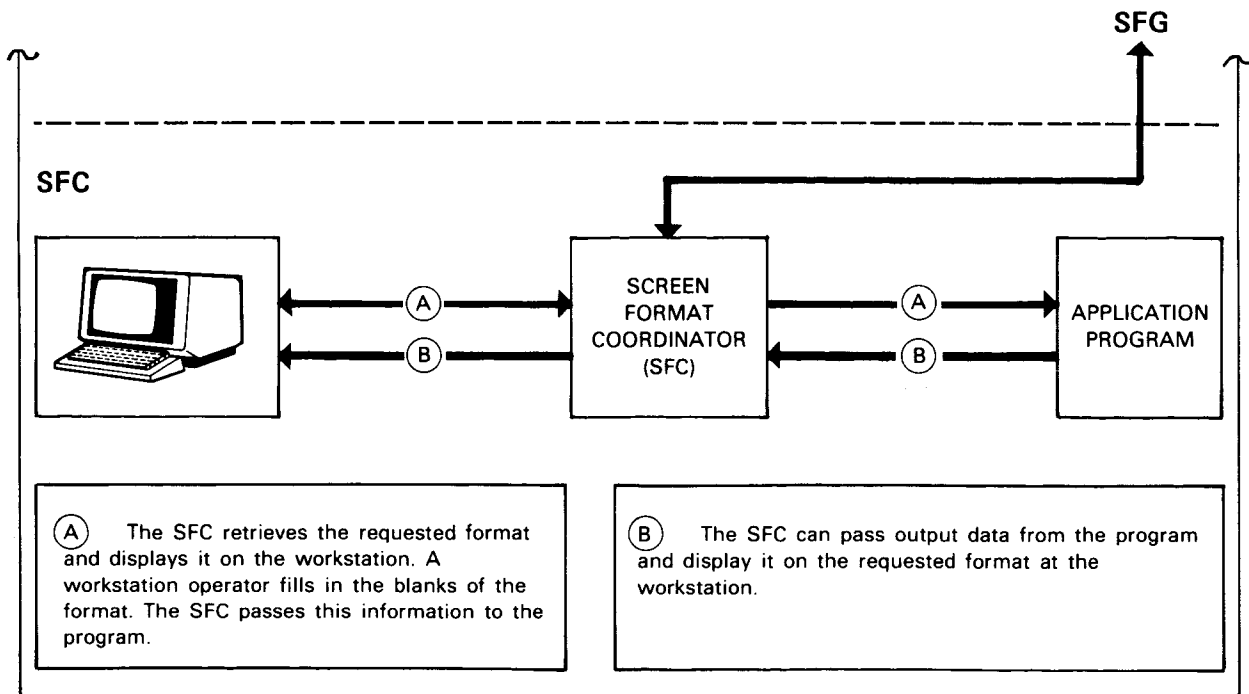 SFG
SFC
SCREEN
FORMAT
COORDINATOR
(SFC)
APPLICATION
PROGRAM
A
A
B
B
A The SFC retrieves the requested format
and displays it on the workstation. A
workstation operator fills in the blanks of the
format. The SFC passes this information to the
program.
B The SFC can pass output data from the program
and display it on the requested format at the
workstation.